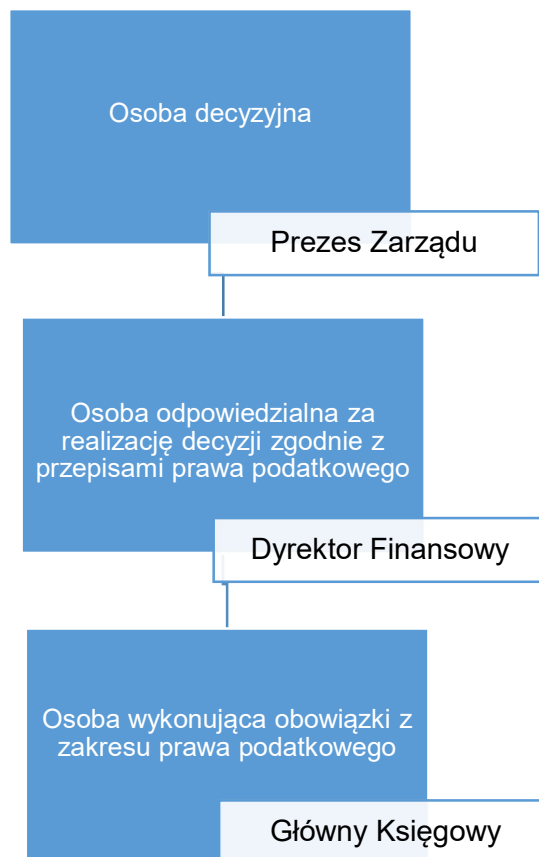 Osoba decyzyjna
Prezes Zarządu
Osoba odpowiedzialna za
realizację decyzji zgodnie z
przepisami prawa podatkowego
Dyrektor Finansowy
Osoba wykonująca obowiązki z
zakresu prawa podatkowego
Główny Księgowy